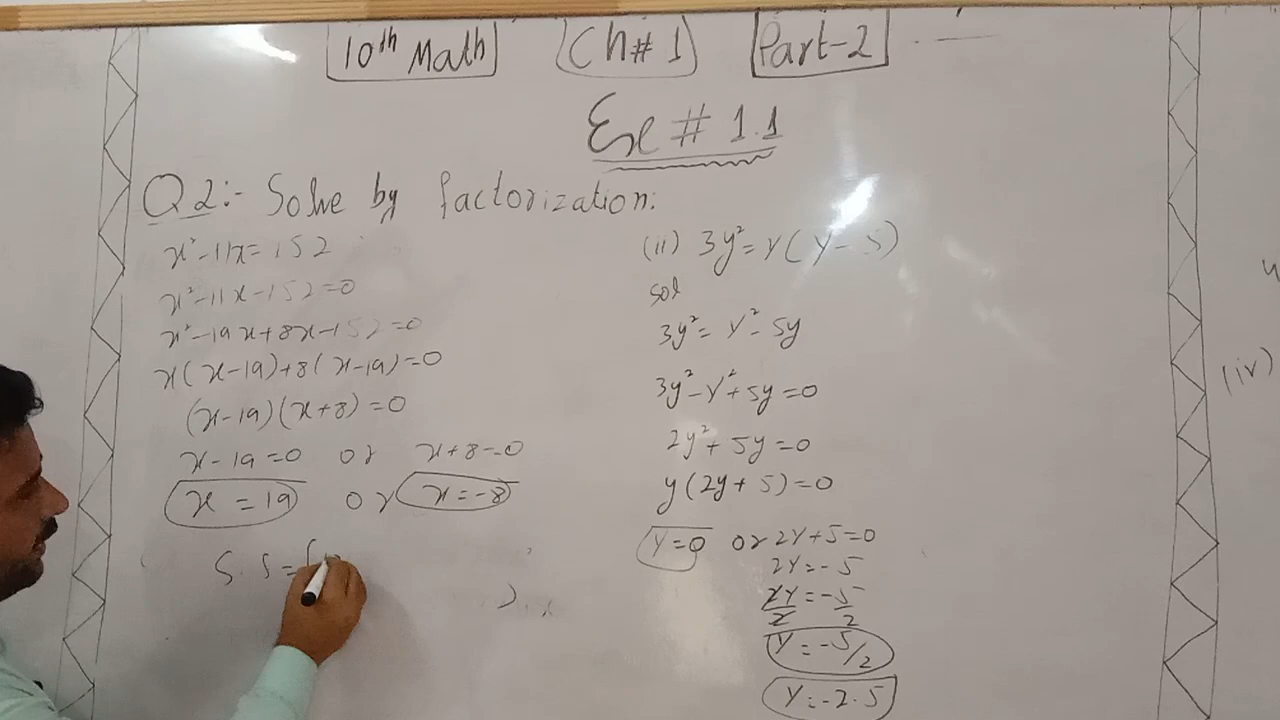 10th Math Ch# 1 Part-2
Ex # 1.1
Q2:- Solve by factorization:
x²-11x=152
x²-11x-152=0
x²-19x+8x-152=0
x(x-19)+8(x-19)=0
(x-19)(x+8)=0
x-19=0 or x+8=0
x=19 or x=-8
S.S={
(ii) 3y²=y(y-5)
sol
3y²=y²-5y
3y²-y²+5y=0
2y²+5y=0
y(2y+5)=0
y=0 or 2y+5=0
2y=-5
2y/2=-5/2
y=-5/2
y=-2.5
(iv)